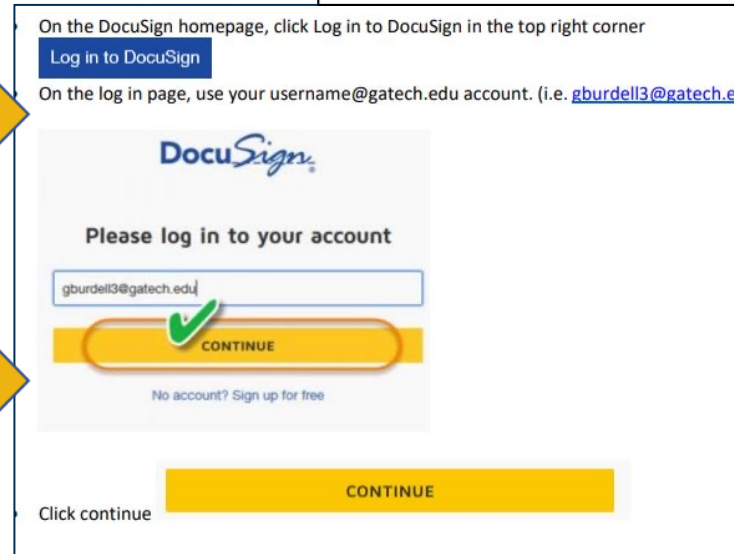 On the DocuSign homepage, click Log in to DocuSign in the top right corner
Log in to DocuSign
On the log in page, use your username@gatech.edu account. (i.e. gburdell3@gatech.e
DocuSign
Please log in to your account
gburdell3@gatech.edu
CONTINUE
No account? Sign up for free
CONTINUE
Click continue